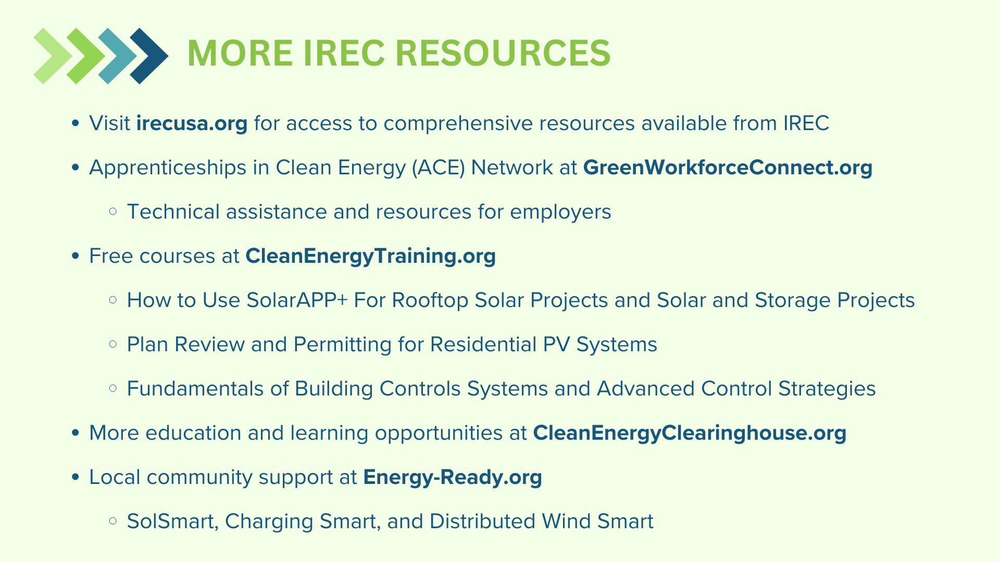 MORE IREC RESOURCES
• Visit irecusa.org for access to comprehensive resources available from IREC
• Apprenticeships in Clean Energy (ACE) Network at GreenWorkforceConnect.org
○ Technical assistance and resources for employers
• Free courses at CleanEnergyTraining.org
○ How to Use SolarAPP+ For Rooftop Solar Projects and Solar and Storage Projects
○ Plan Review and Permitting for Residential PV Systems
○ Fundamentals of Building Controls Systems and Advanced Control Strategies
• More education and learning opportunities at CleanEnergyClearinghouse.org
• Local community support at Energy-Ready.org
○ SolSmart, Charging Smart, and Distributed Wind Smart